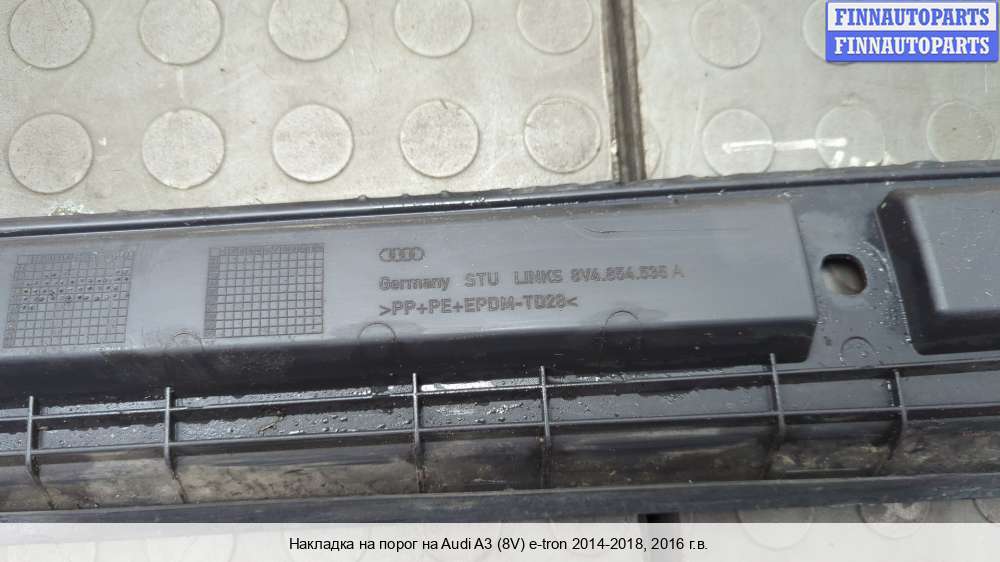 FINNAUTOPARTS
FINNAUTOPARTS
Germany STU LINKS 8V4.854.535 A
>PP+PE+EPDM-TD28<
Накладка на порог на Audi A3 (8V) e-tron 2014-2018, 2016 г.в.